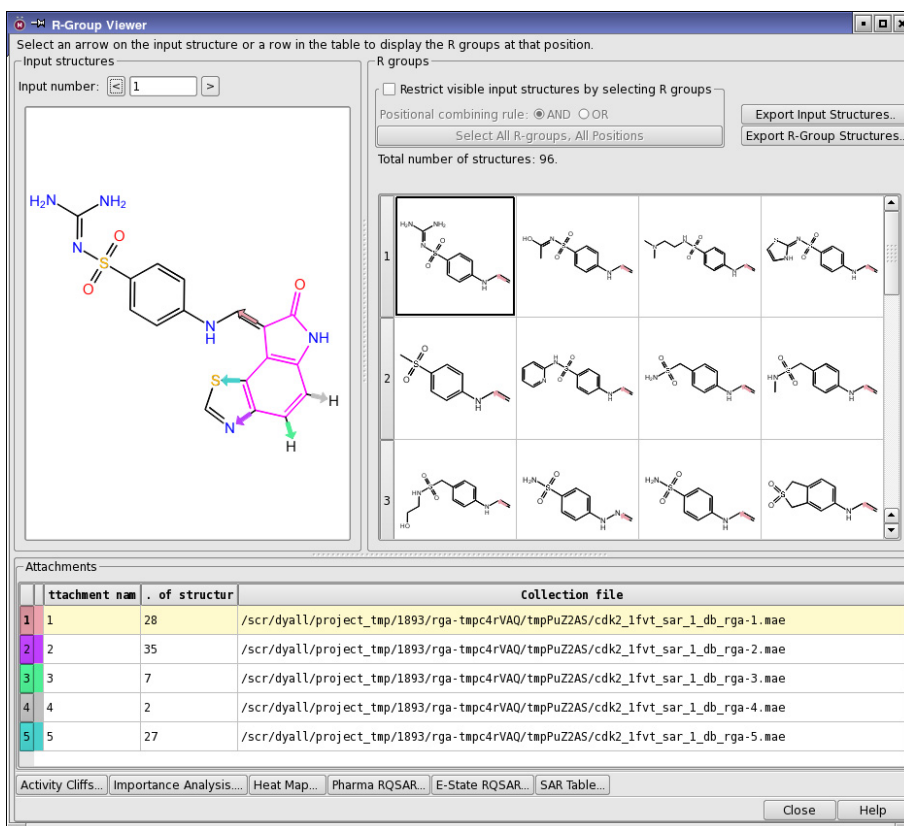 R-Group Viewer
Select an arrow on the input structure or a row in the table to display the R groups at that position.
Input structures
Input number: < 1 >
H₂N NH₂
N
O
S
O
N
H
O
NH
S
N
H
H
R groups
Restrict visible input structures by selecting R groups
Positional combining rule: AND OR
Select All R-groups, All Positions
Export Input Structures..
Export R-Group Structures..
Total number of structures: 96.
1
2
3
Attachments
ttachment nam . of structur Collection file
1 1 28 /scr/dyall/project_tmp/1893/rga-tmpc4rVAQ/tmpPuZ2AS/cdk2_1fvt_sar_1_db_rga-1.mae
2 2 35 /scr/dyall/project_tmp/1893/rga-tmpc4rVAQ/tmpPuZ2AS/cdk2_1fvt_sar_1_db_rga-2.mae
3 3 7 /scr/dyall/project_tmp/1893/rga-tmpc4rVAQ/tmpPuZ2AS/cdk2_1fvt_sar_1_db_rga-3.mae
4 4 2 /scr/dyall/project_tmp/1893/rga-tmpc4rVAQ/tmpPuZ2AS/cdk2_1fvt_sar_1_db_rga-4.mae
5 5 27 /scr/dyall/project_tmp/1893/rga-tmpc4rVAQ/tmpPuZ2AS/cdk2_1fvt_sar_1_db_rga-5.mae
Activity Cliffs... Importance Analysis.... Heat Map... Pharma RQSAR... E-State RQSAR... SAR Table...
Close Help